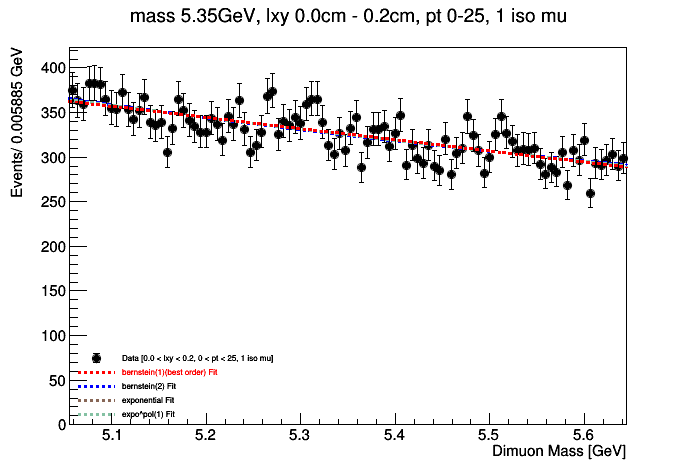 mass 5.35GeV, lxy 0.0cm - 0.2cm, pt 0-25, 1 iso mu
Events/ 0.005885 GeV
400
350
300
250
200
150
100
50
0
Data [0.0 < lxy < 0.2, 0 < pt < 25, 1 iso mu]
bernstein(1)(best order) Fit
bernstein(2) Fit
exponential Fit
expo*pol(1) Fit
5.1 5.2 5.3 5.4 5.5 5.6
Dimuon Mass [GeV]